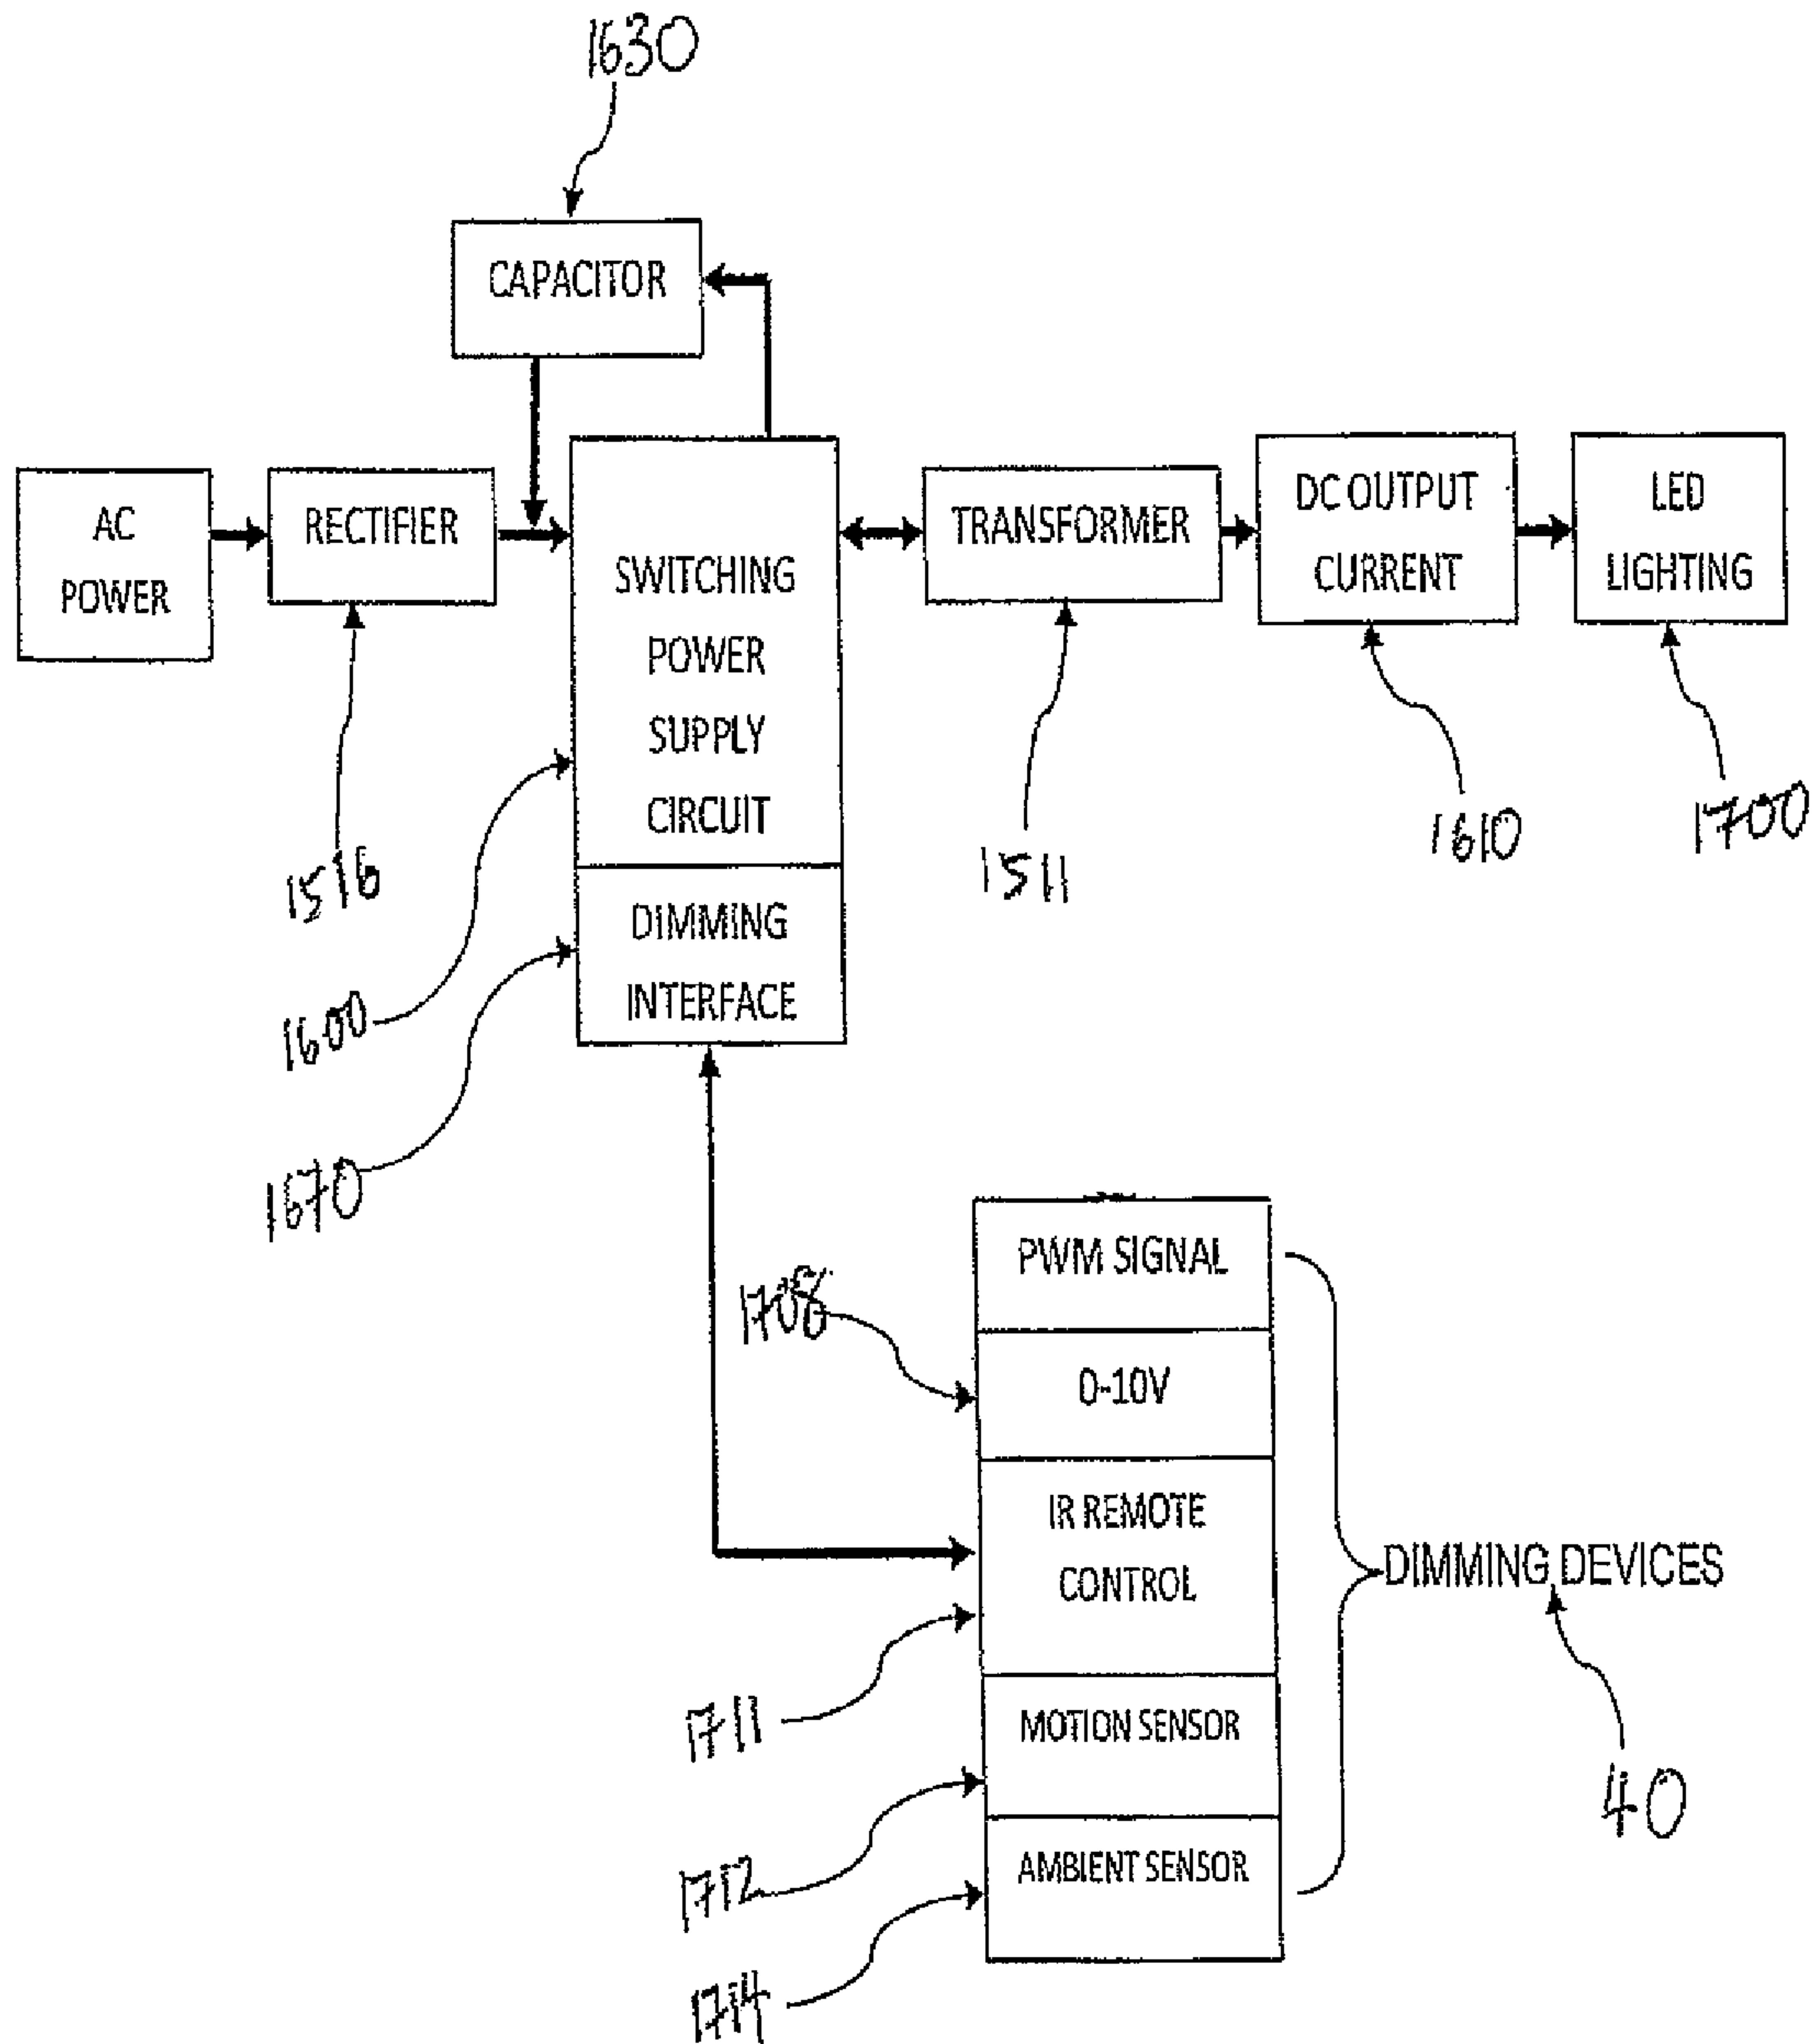 1630
CAPACITOR
AC
POWER
RECTIFIER
SWITCHING
POWER
SUPPLY
CIRCUIT
TRANSFORMER
DC OUTPUT
CURRENT
LED
LIGHTING
1516
1511
1610
1700
DIMMING
INTERFACE
1600
1670
PWM SIGNAL
1708
0-10V
IR REMOTE
CONTROL
DIMMING DEVICES
1711
MOTION SENSOR
40
1712
AMBIENT SENSOR
1714